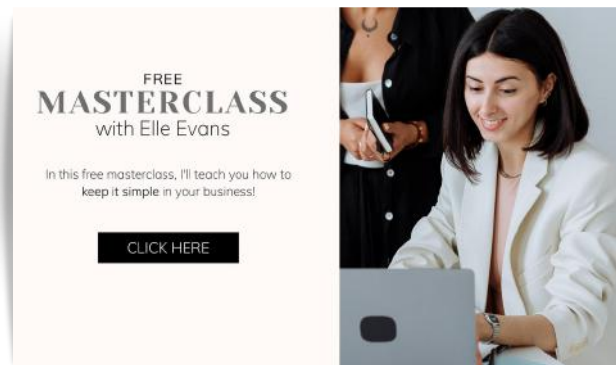 FREE
MASTERCLASS
with Elle Evans
In this free masterclass, I'll teach you how to
keep it simple in your business!
CLICK HERE